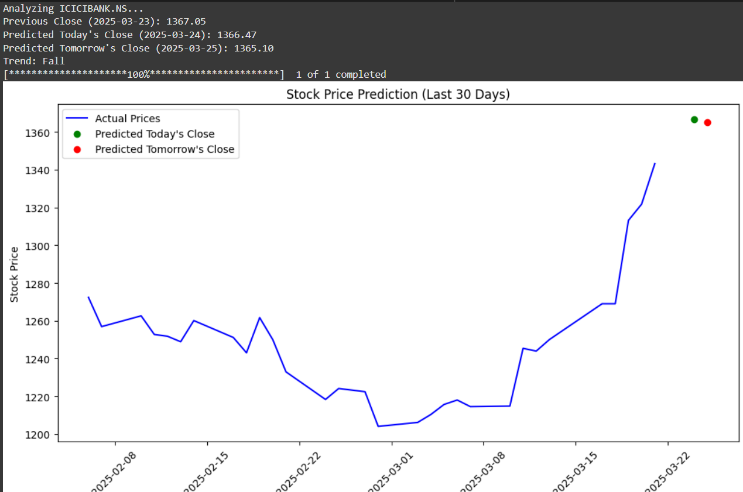 Analyzing ICICIBANK.NS...
Previous Close (2025-03-23): 1367.05
Predicted Today's Close (2025-03-24): 1366.47
Predicted Tomorrow's Close (2025-03-25): 1365.10
Trend: Fall
[*********************100%***********************]  1 of 1 completed
Stock Price Prediction (Last 30 Days)
Actual Prices
Predicted Today's Close
Predicted Tomorrow's Close
Stock Price
1360
1340
1320
1300
1280
1260
1240
1220
1200
2025-02-08
2025-02-15
2025-02-22
2025-03-01
2025-03-08
2025-03-15
2025-03-22